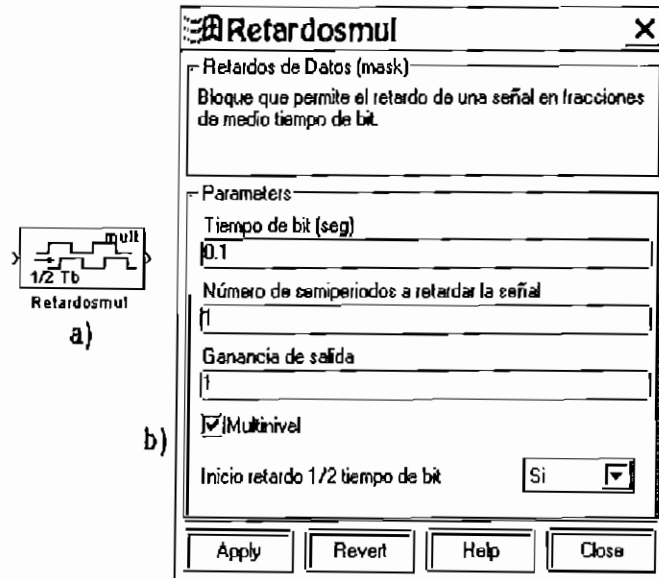 Retardosmul
Retardos de Datos (mask)
Bloque que permite el retardo de una señal en fracciones
de medio tiempo de bit.
Parameters
Tiempo de bit (seg)
0.1
Número de semiperiodos a retardar la señal
1
Ganancia de salida
1
Multinivel
Inicio retardo 1/2 tiempo de bit
Si
Apply
Revert
Help
Close
mult
1/2 Tb
Retardosmul
a)
b)